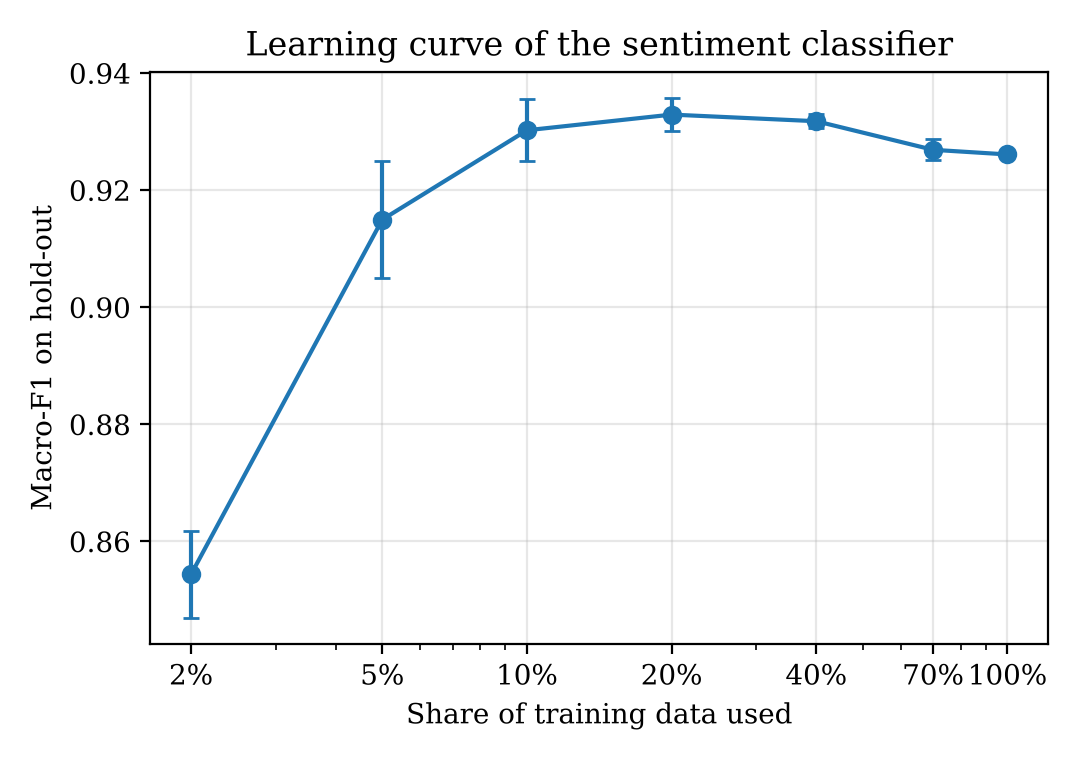 Learning curve of the sentiment classifier
0.94
0.92
0.90
0.88
0.86
Macro-F1 on hold-out
2% 5% 10% 20% 40% 70% 100%
Share of training data used